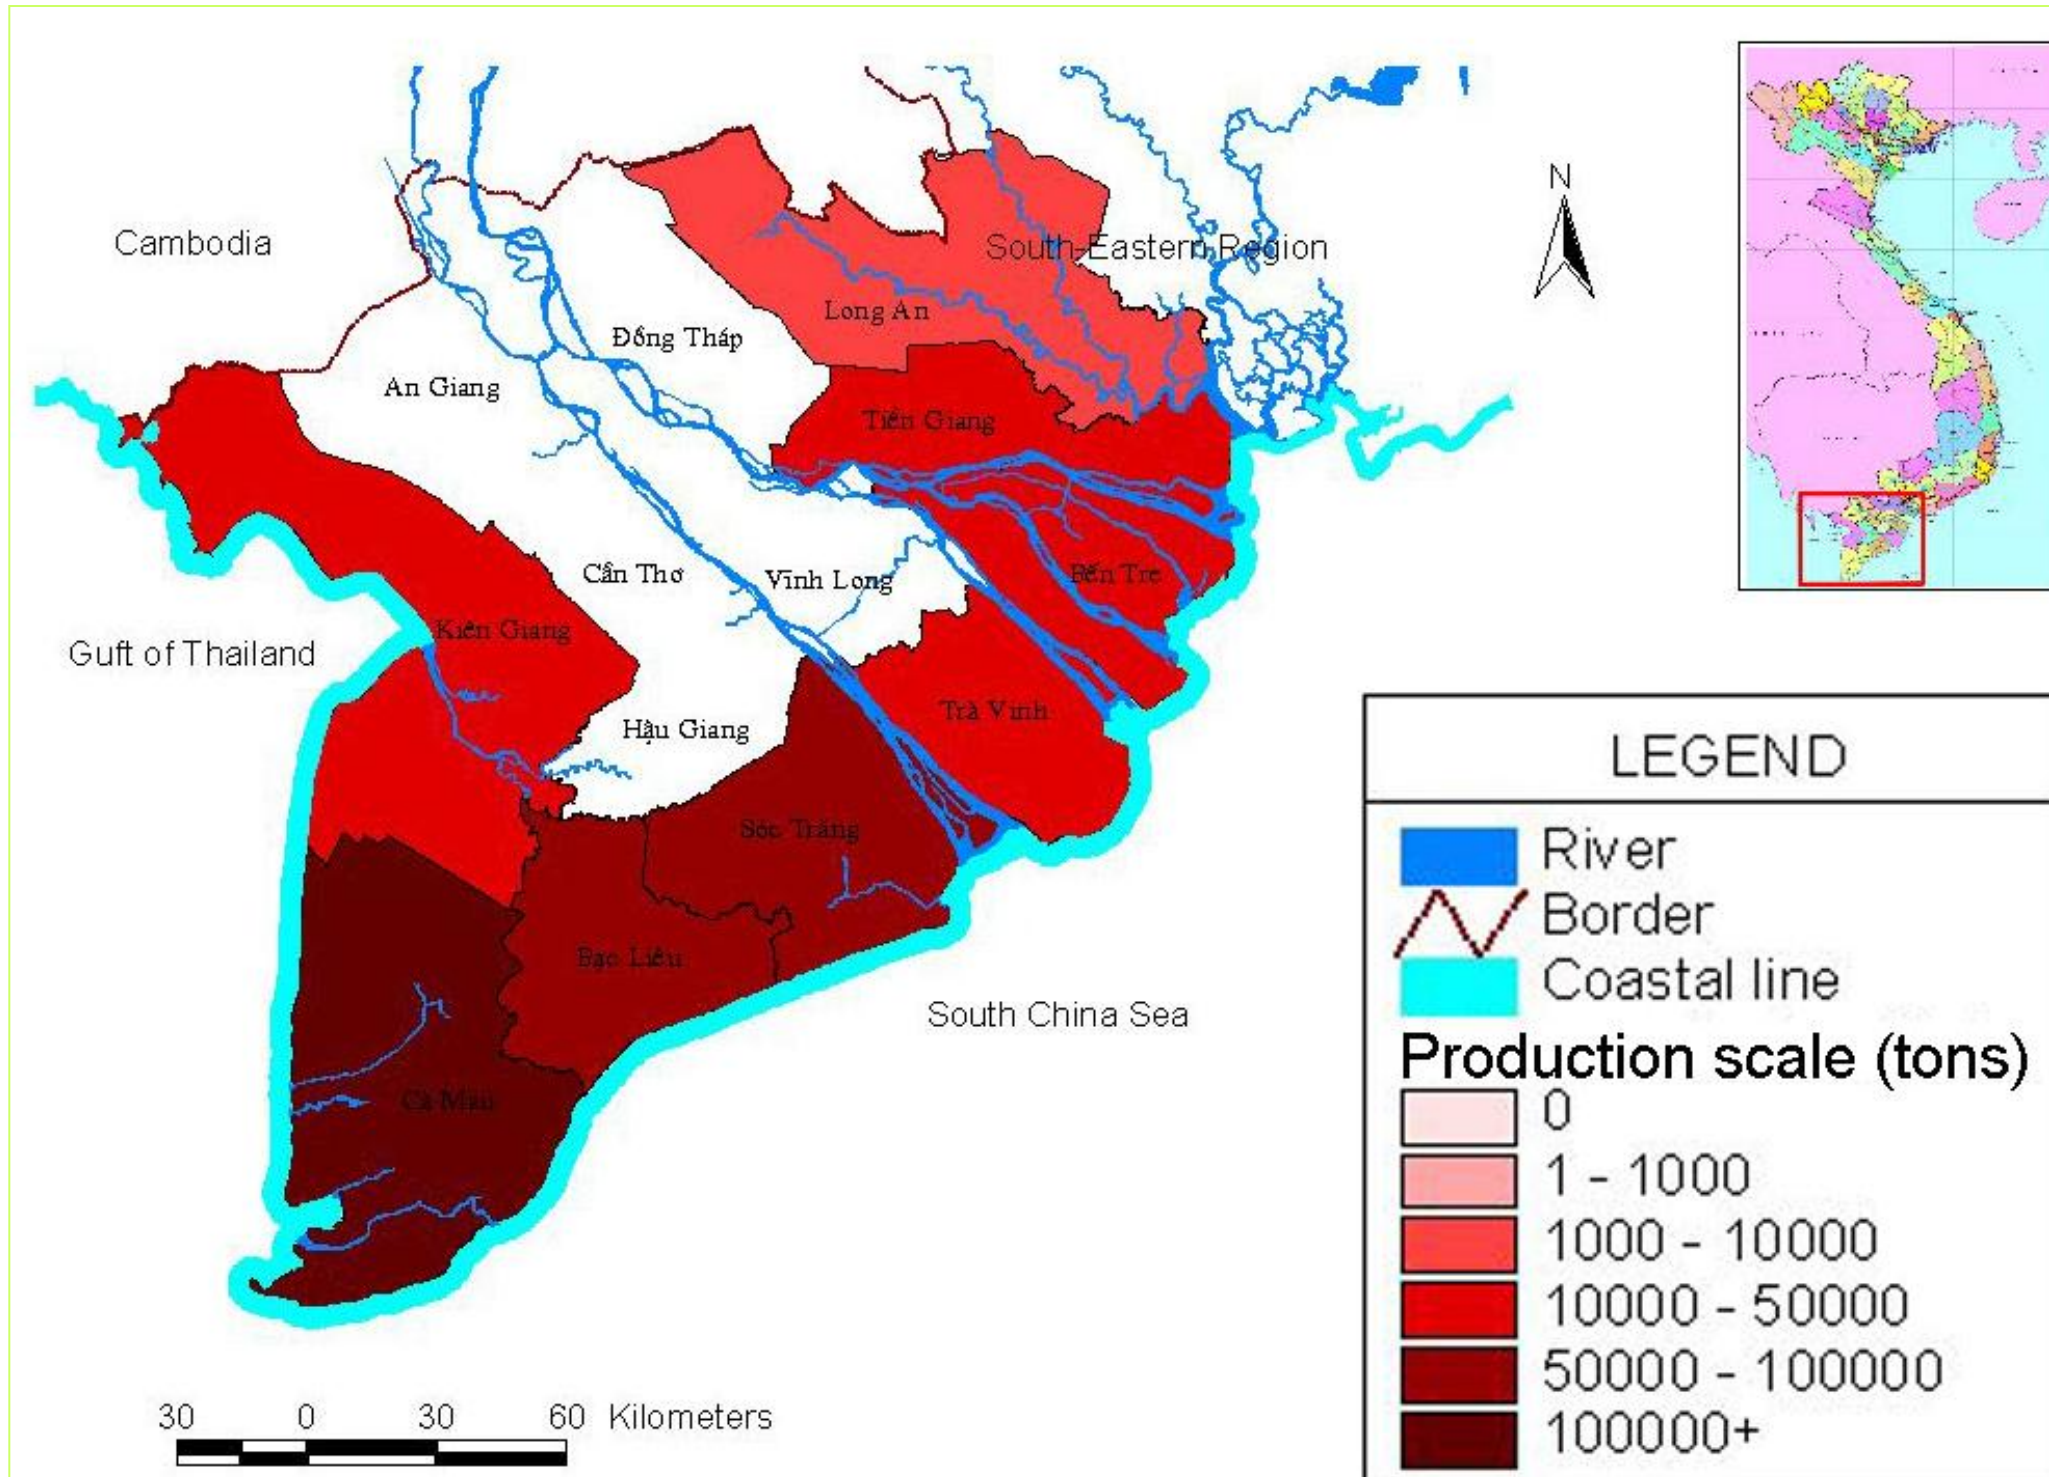 N
Cambodia
South-Eastern Region
Long An
Đồng Tháp
An Giang
Tiền Giang
Cần Thơ
Vĩnh Long
Bến Tre
Kiên Giang
Guft of Thailand
Trà Vinh
Hậu Giang
Sóc Trăng
Bạc Liêu
South China Sea
Cà Mau
30 0 30 60 Kilometers
LEGEND
River
Border
Coastal line
Production scale (tons)
0
1 - 1000
1000 - 10000
10000 - 50000
50000 - 100000
100000+